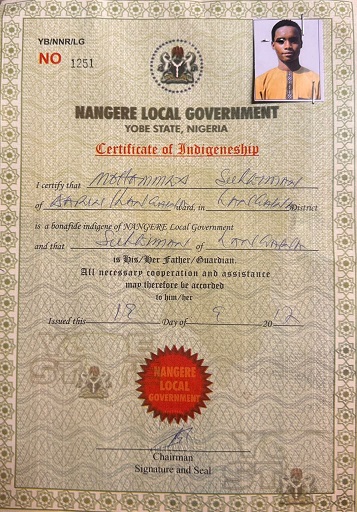 YB/NNR/LG
NO 1251
NANGERE LOCAL GOVERNMENT
YOBE STATE, NIGERIA
Certificate of Indigeneship
I certify that Mohammed Suleiman
of Ward, in District
is a bonafide indigene of NANGERE Local Government
and that Suleiman of
is His/Her Father/Guardian.
All necessary cooperation and assistance
may therefore be accorded
to him/her
Issued this 19 Day of 9 2012
NANGERE
LOCAL
GOVERNMENT
Chairman
Signature and Seal